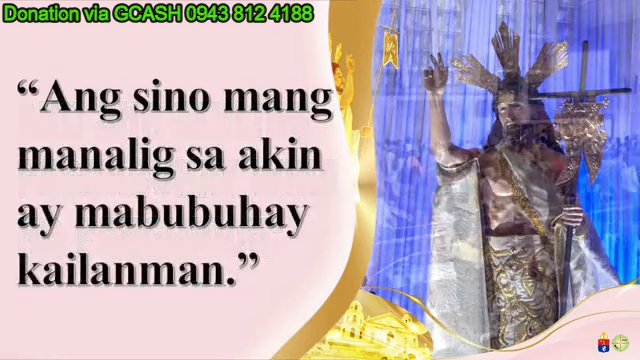 Donation via GCASH 0943 812 4188
“Ang sino mang
manalig sa akin
ay mabubuhay
kailanman.”